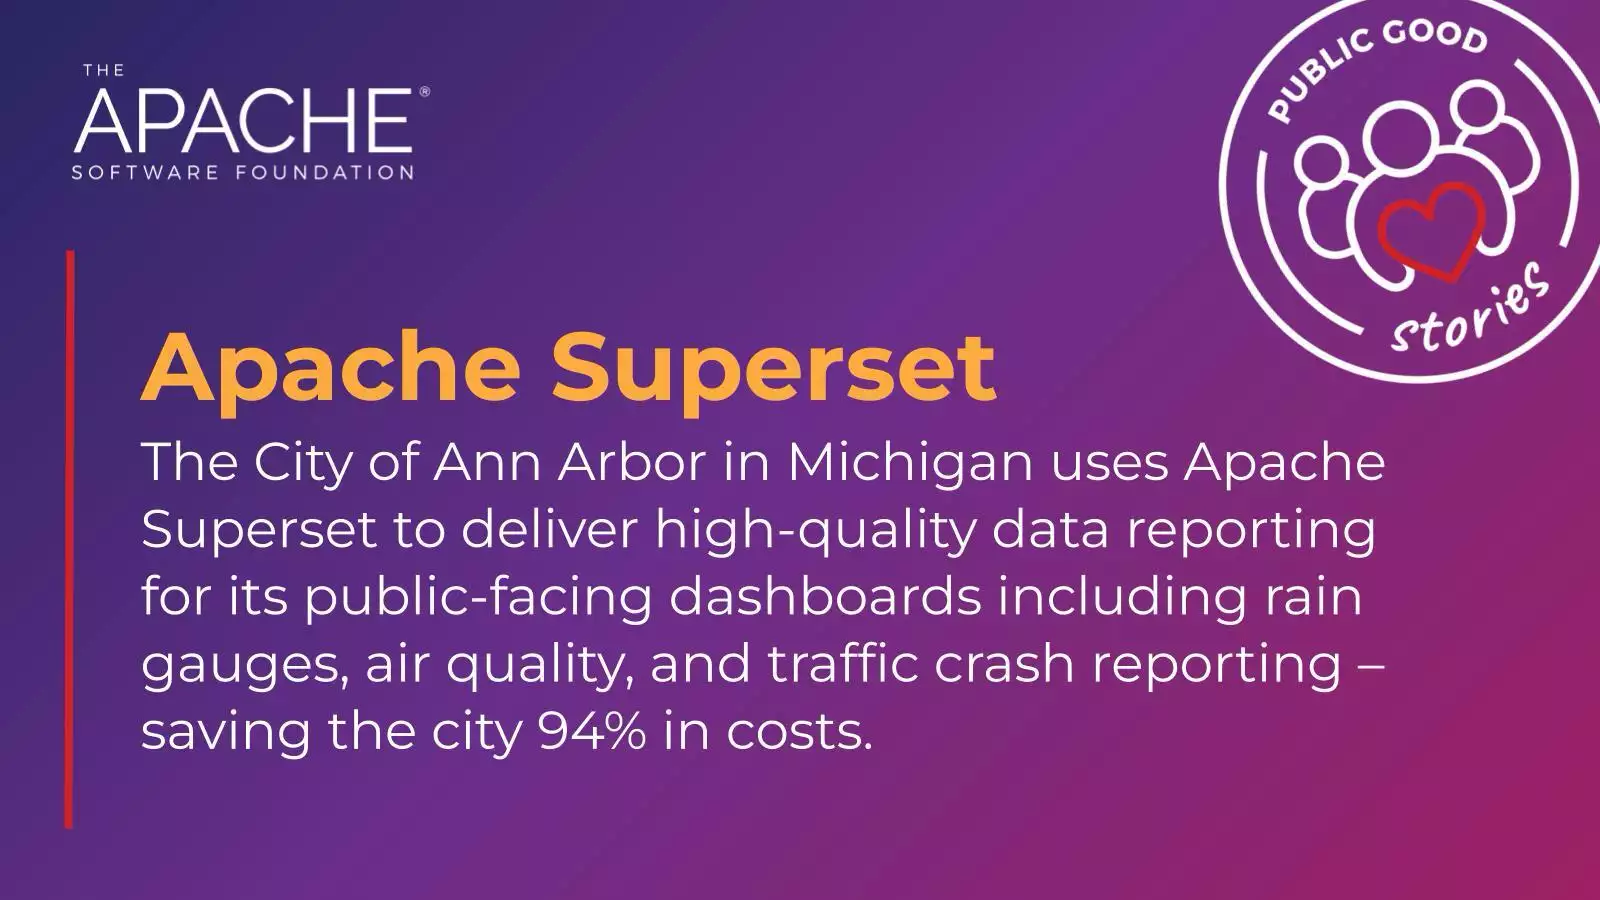 THE
APACHE®
SOFTWARE FOUNDATION
PUBLIC GOOD
stories
Apache Superset
The City of Ann Arbor in Michigan uses Apache
Superset to deliver high-quality data reporting
for its public-facing dashboards including rain
gauges, air quality, and traffic crash reporting –
saving the city 94% in costs.